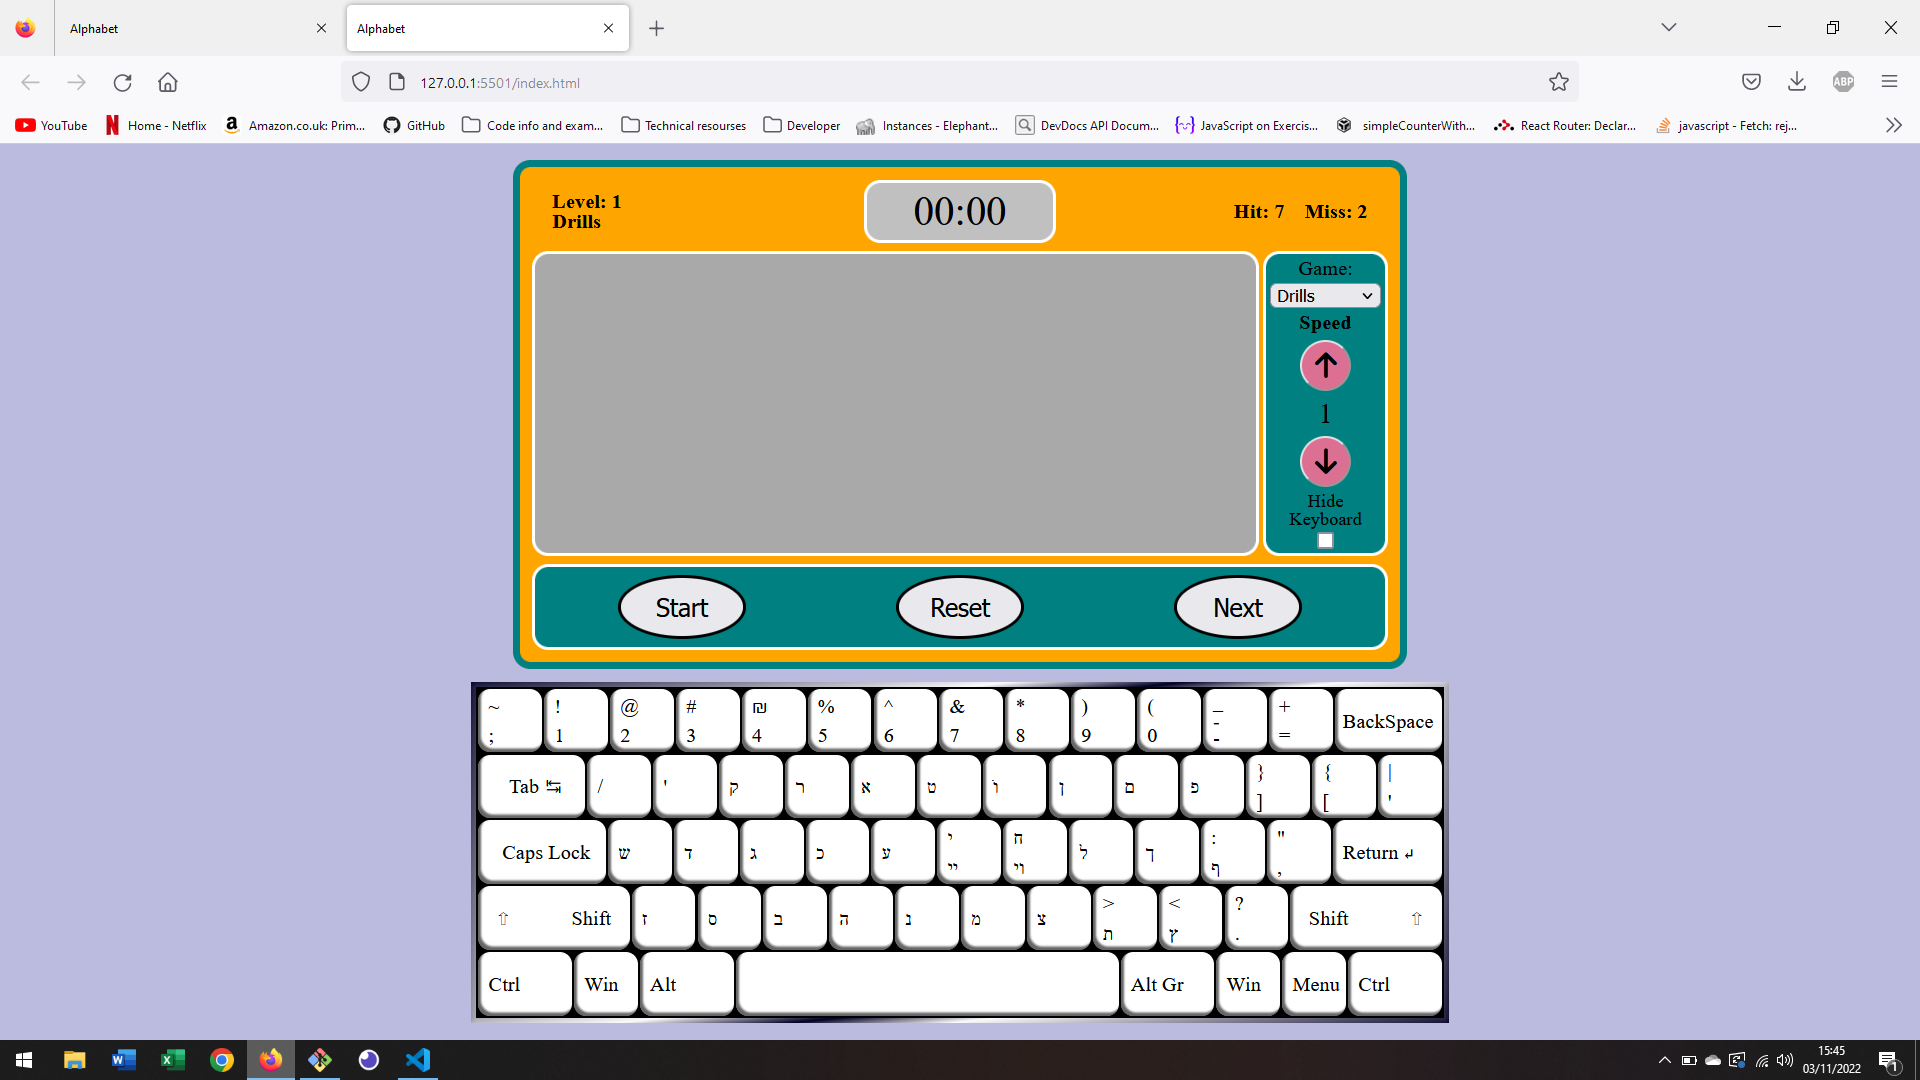 Alphabet
Alphabet
127.0.0.1:5501/index.html
ABP
YouTube
Home - Netflix
Amazon.co.uk: Prim...
GitHub
Code info and exam...
Technical resourses
Developer
Instances - Elephant...
DevDocs API Docum...
JavaScript on Exercis...
simpleCounterWith...
React Router: Declar...
javascript - Fetch: rej...
Level: 1
Drills
00:00
Hit: 7 Miss: 2
Game:
Drills
Speed
1
Hide
Keyboard
Start Reset Next
~ ! @ # ₪ % ^ & * ) ( _ +
; 1 2 3 4 5 6 7 8 9 0 - - = BackSpace
Tab ↹ / ' ק ר א ט וֹ ן ם פ } ] { [ | '
Caps Lock ש ד ג כ ע י ײ ח ױ ל ך : ף " , Return ↲
⇧ Shift ז ס ב ה נ מ צ > ת < ץ ? . Shift ⇧
Ctrl Win Alt Alt Gr Win Menu Ctrl
15:45
03/11/2022
1